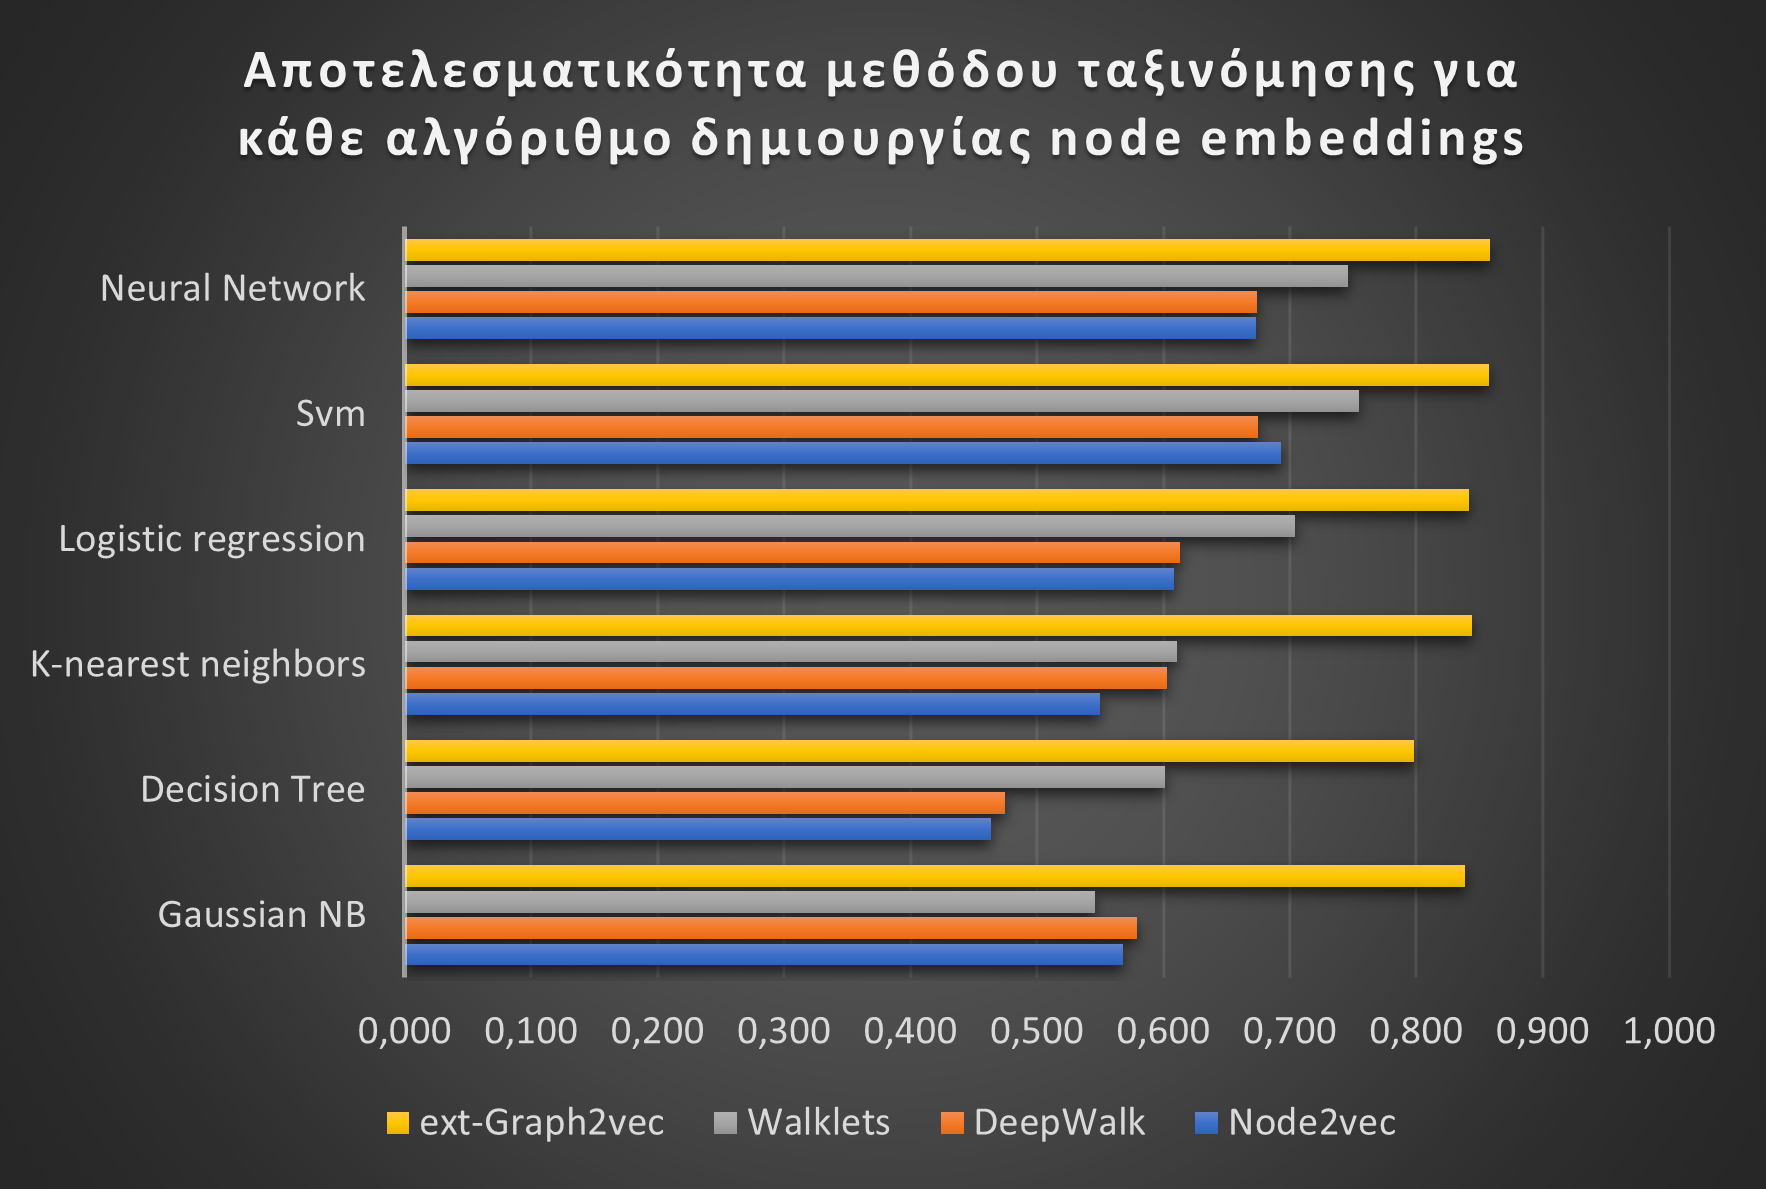 Αποτελεσματικότητα μεθόδου ταξινόμησης για
κάθε αλγόριθμο δημιουργίας node embeddings
Neural Network
Svm
Logistic regression
K-nearest neighbors
Decision Tree
Gaussian NB
0,000 0,100 0,200 0,300 0,400 0,500 0,600 0,700 0,800 0,900 1,000
ext-Graph2vec Walklets DeepWalk Node2vec